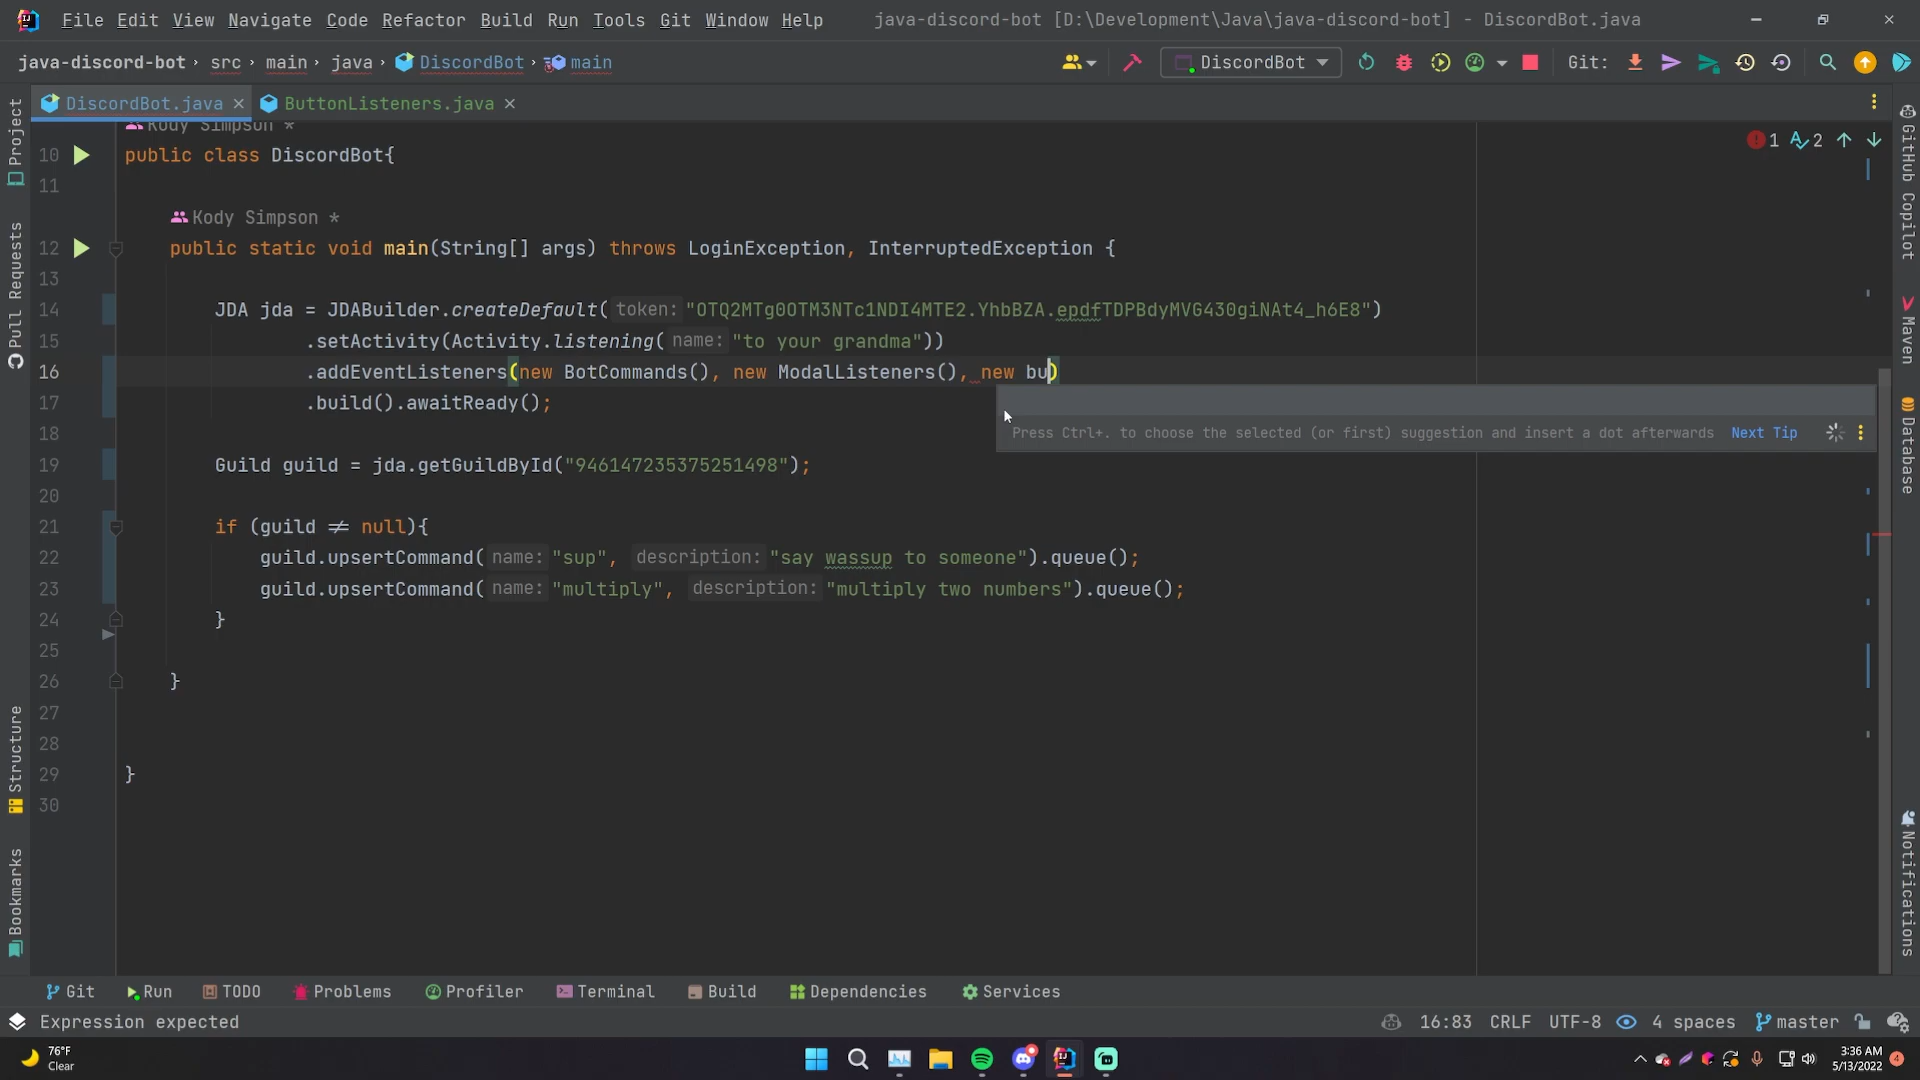 File Edit View Navigate Code Refactor Build Run Tools Git Window Help java-discord-bot [D:\Development\Java\java-discord-bot] - DiscordBot.java
java-discord-bot › src › main › java › DiscordBot › main DiscordBot Git:
DiscordBot.java ButtonListeners.java
Project
Pull Requests
Structure
Bookmarks
Kody Simpson *
10 public class DiscordBot{
11
Kody Simpson *
12 public static void main(String[] args) throws LoginException, InterruptedException {
13
14 JDA jda = JDABuilder.createDefault( token: "OTQ2MTg0OTM3NTc1NDI4MTE2.YhbBZA.epdfTDPBdyMVG430giNAt4_h6E8")
15 .setActivity(Activity.listening( name: "to your grandma"))
16 .addEventListeners(new BotCommands(), new ModalListeners(), new bu)
17 .build().awaitReady();
Press Ctrl+. to choose the selected (or first) suggestion and insert a dot afterwards Next Tip
18
19 Guild guild = jda.getGuildById("946147235375251498");
20
21 if (guild ≠ null){
22 guild.upsertCommand( name: "sup", description: "say wassup to someone").queue();
23 guild.upsertCommand( name: "multiply", description: "multiply two numbers").queue();
24 }
25
26 }
27
28
29 }
30
1 2
GitHub Copilot
Maven
Database
Notifications
Git Run TODO Problems Profiler Terminal Build Dependencies Services
Expression expected 16:83 CRLF UTF-8 4 spaces master
76°F
Clear
3:36 AM
5/13/2022
4